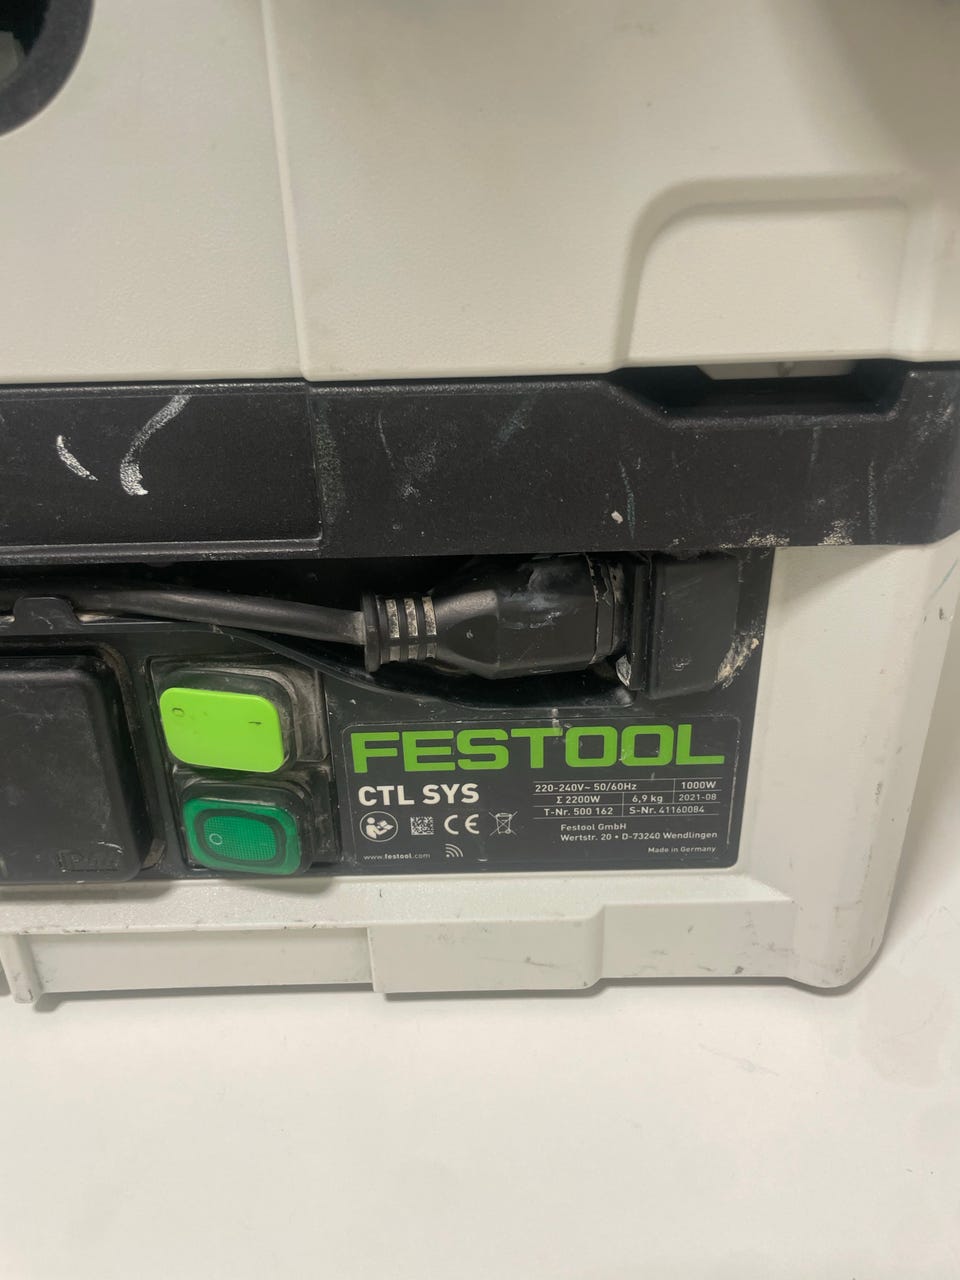 FESTOOL
CTL SYS
220-240V~ 50/60Hz 1000W
Σ 2200W 6,9 kg 2021-08
T-Nr. 500 162 S-Nr. 41160084
CE
Festool GmbH
Wertstr. 20 • D-73240 Wendlingen
www.festool.com
Made in Germany